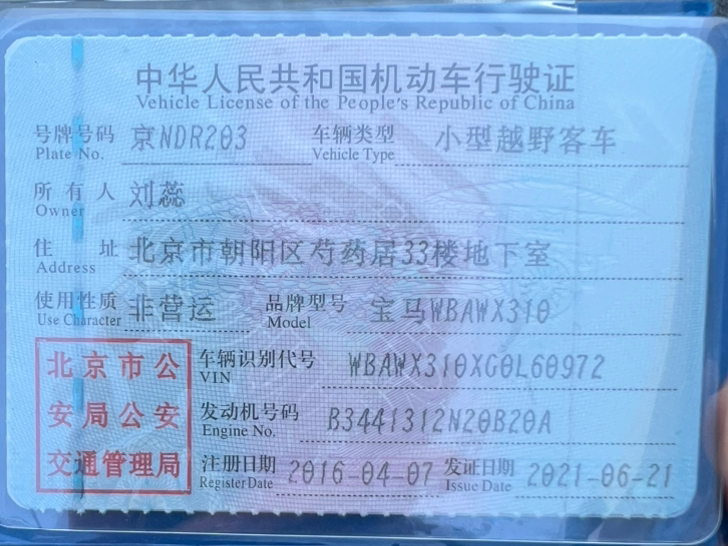 中华人民共和国机动车行驶证
Vehicle License of the People's Republic of China
号牌号码 京NDR203 车辆类型 小型越野客车
Plate No. Vehicle Type
所有人 刘蕊
Owner
住址 北京市朝阳区芍药居33楼地下室
Address
使用性质 非营运 品牌型号 宝马WBAWX310
Use Character Model
北京市公安局公安交通管理局
车辆识别代号 WBAWX310XG0L60972
VIN
发动机号码 B3441312N20B20A
Engine No.
注册日期 2016-04-07 发证日期 2021-06-21
Register Date Issue Date